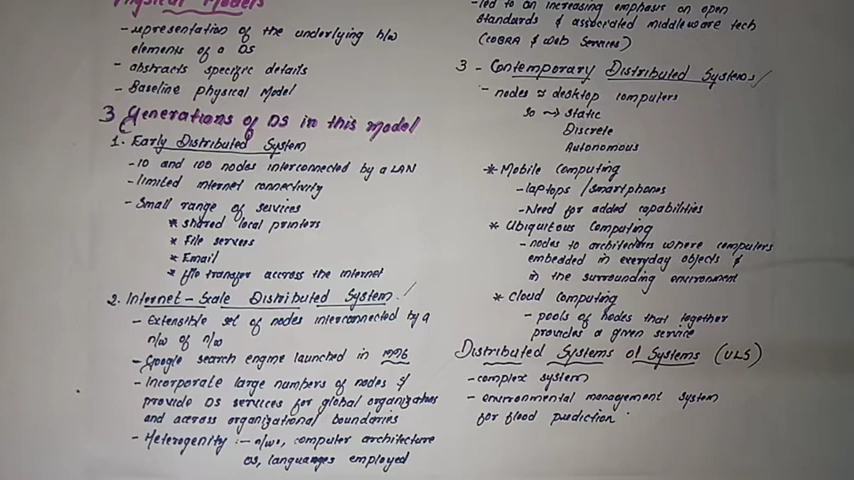 Physical Models
-representation of the underlying h/w
elements of a DS
- abstracts specific details
- Baseline physical Model
3 Generations of DS in this model
1. Early Distributed System
-10 and 100 nodes interconnected by a LAN
-limited internet connectivity
- Small range of services
* shared local printers
* File servers
* Email
* file transfer accross the internet
2. Internet-Scale Distributed System
- Extensible set of nodes interconnected by a
n/w of n/w
- Google search engine launched in 1996
- Incorporate large numbers of nodes &
provide DS services for global organizations
and across organizational boundaries
- Heterogenity :- n/w, computer architecture
OS, languages employed
-led to an increasing emphasis on open
standards & associated middleware tech
(COBRA & Web Services)
3 - Contemporary Distributed Systems
- nodes ≈ desktop computers
so → Static
Discrete
Autonomous
* Mobile computing
-laptops /smartphones
-Need for added capabilities
* Ubiquitous Computing
-nodes to architectures where computers
embedded in everyday objects &
in the surrounding environment
* Cloud computing
- pools of nodes that together
provides a given service
Distributed Systems of Systems (ULS)
-complex system
- environmental management system
for flood prediction